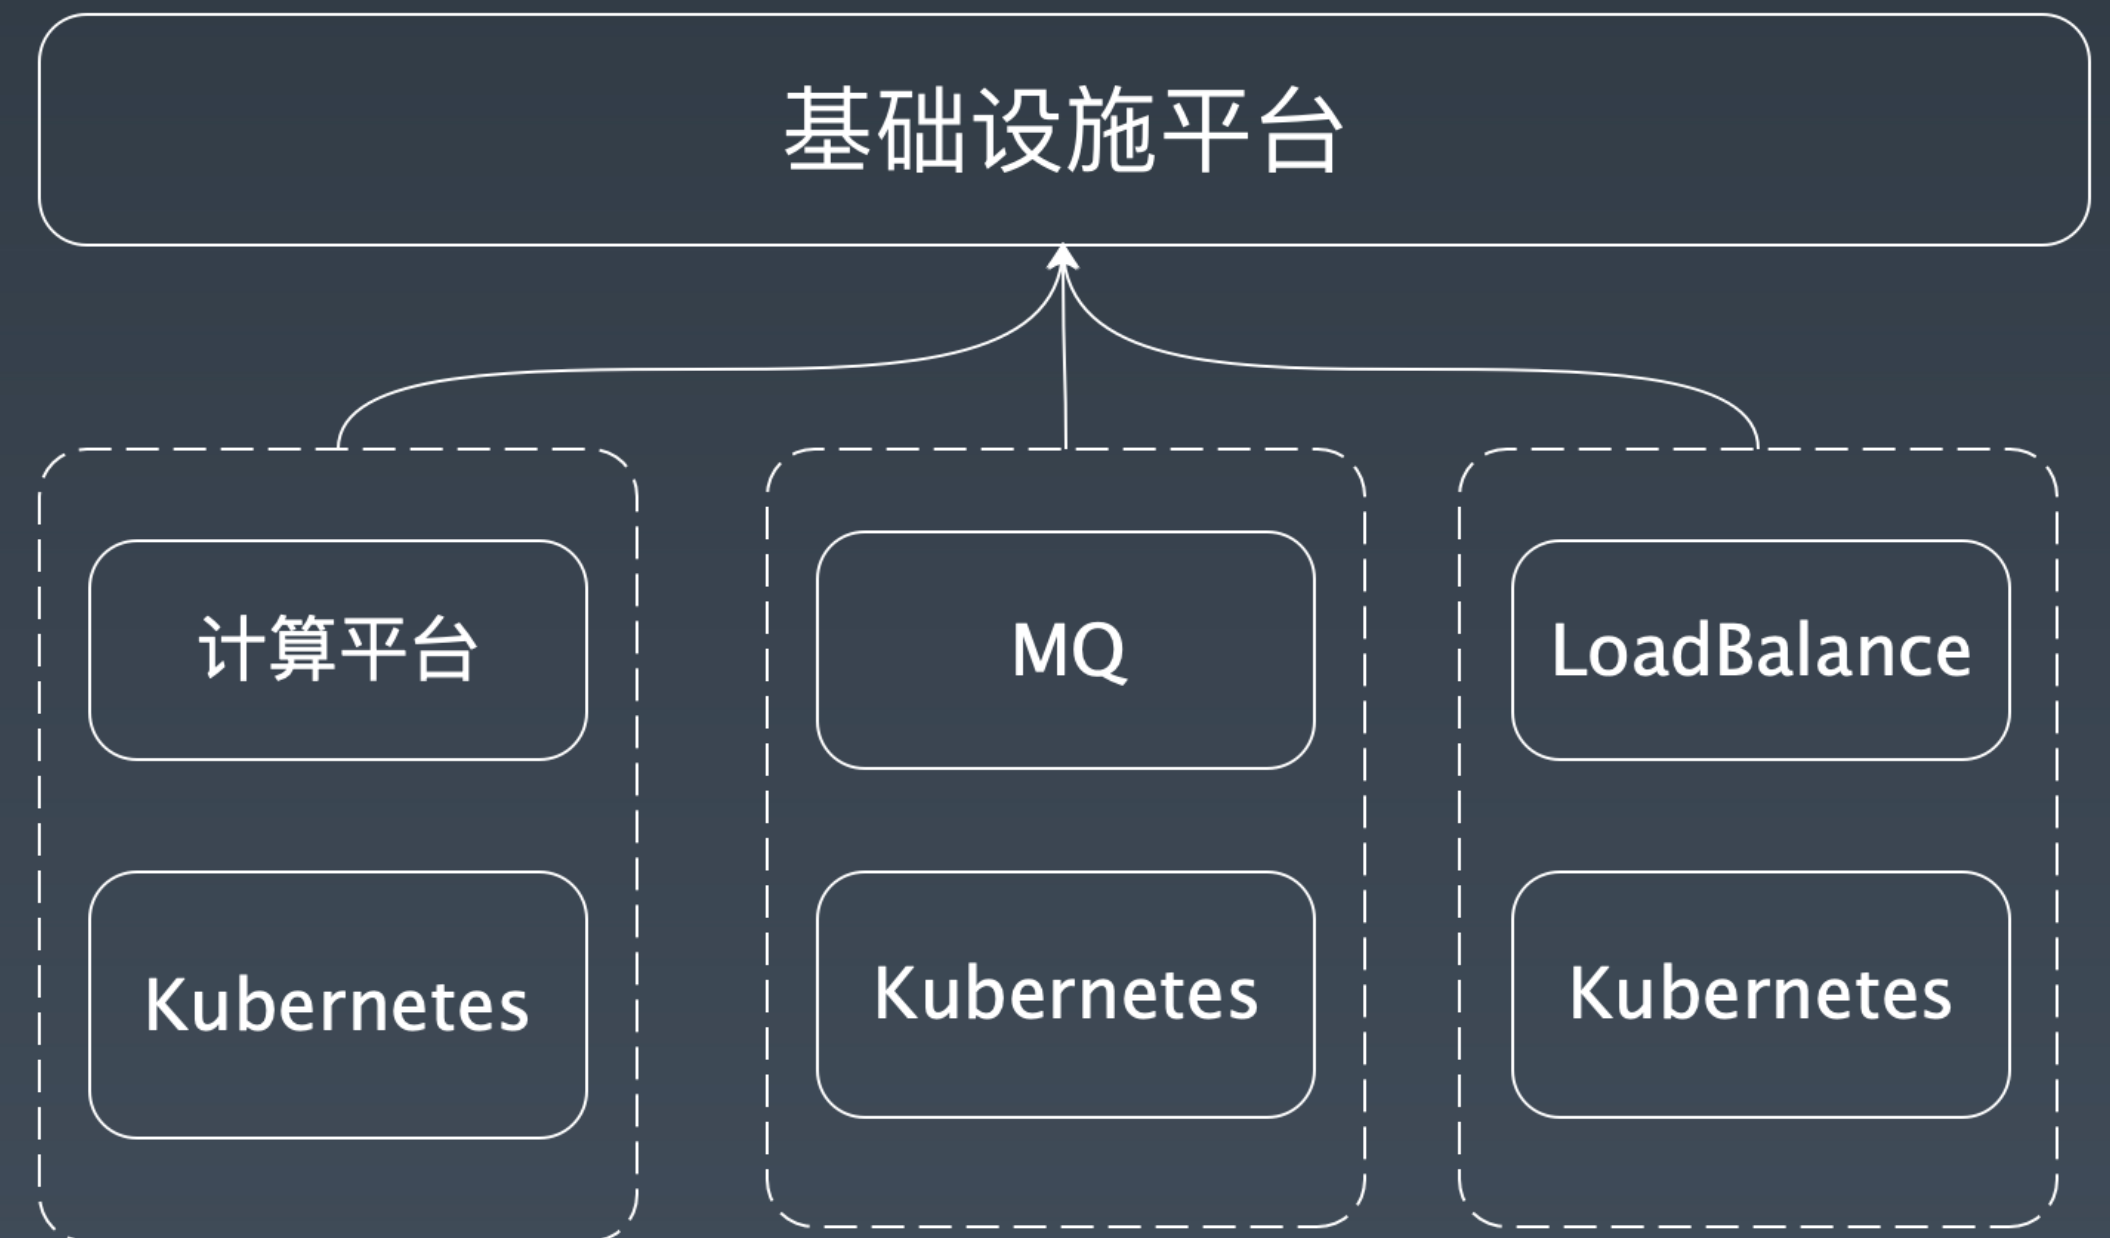 基础设施平台
计算平台
MQ
LoadBalance
Kubernetes
Kubernetes
Kubernetes